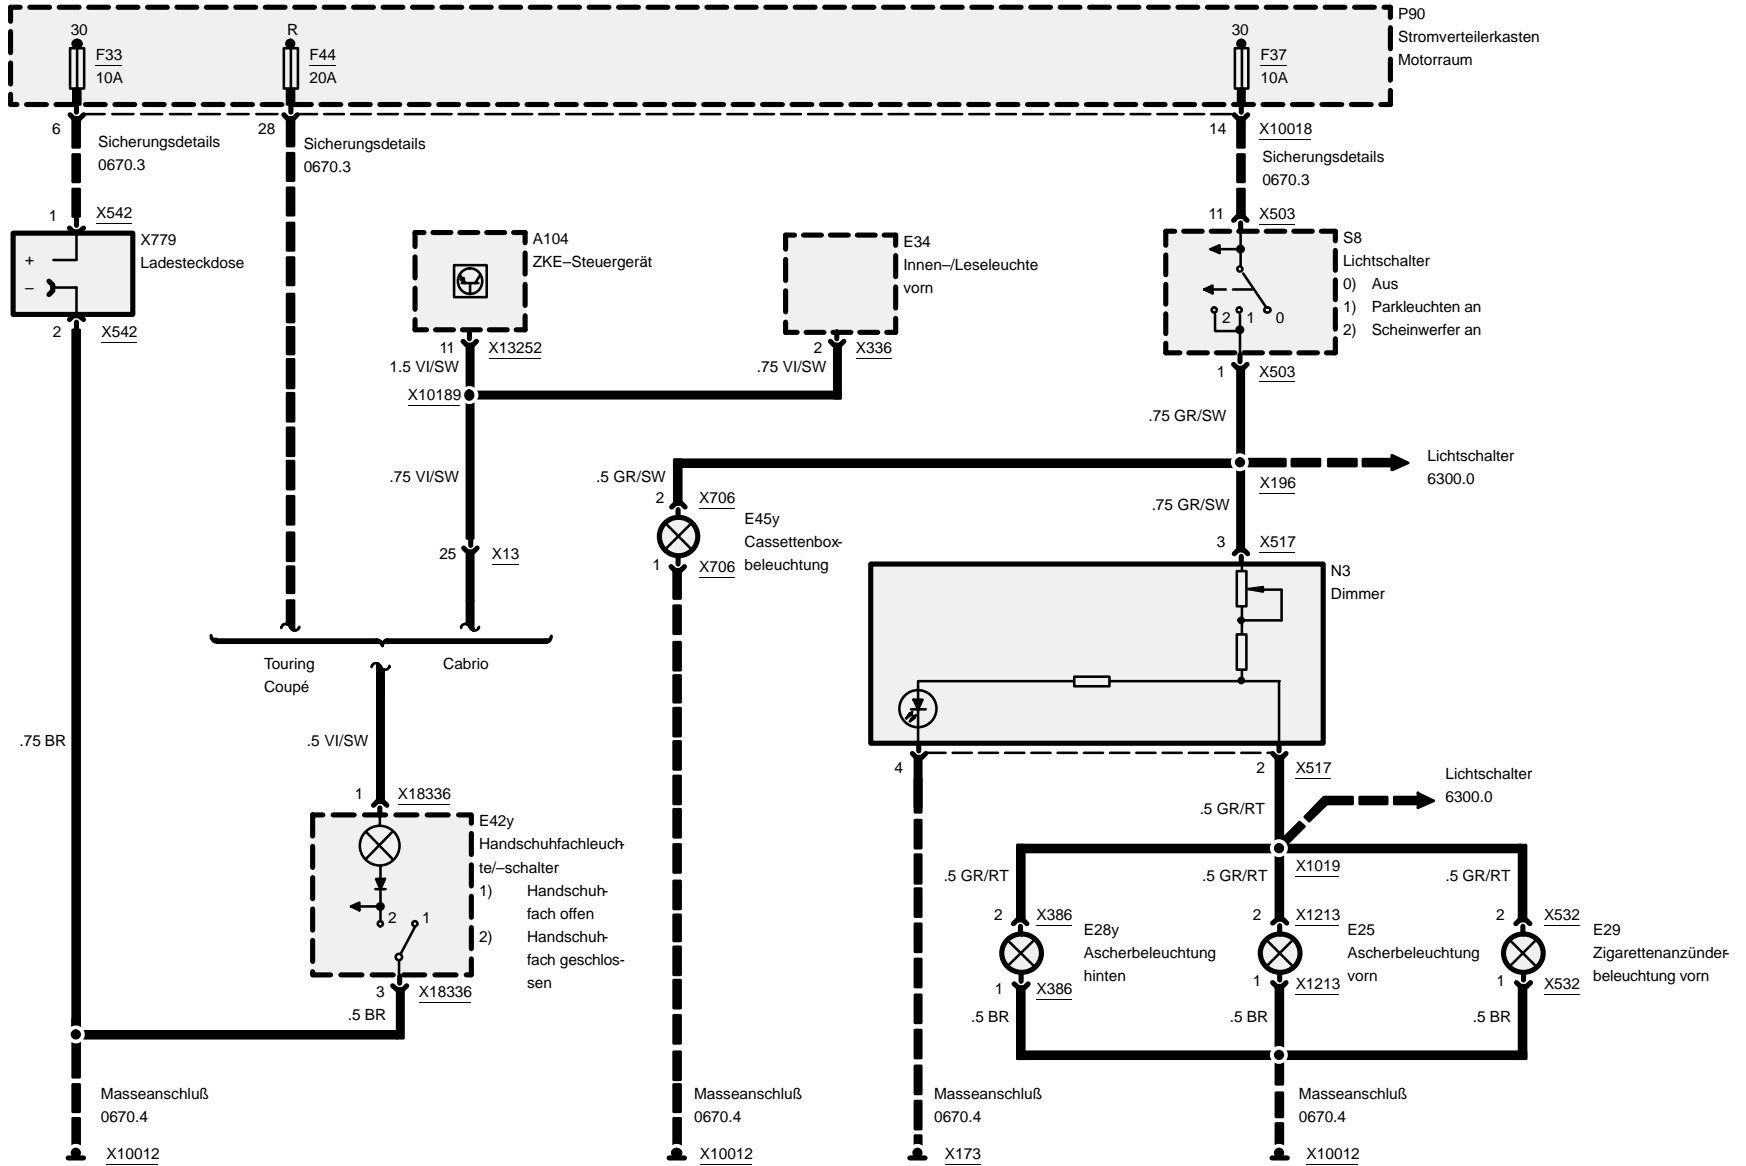 P90
Stromverteilerkasten
Motorraum
30
F33
10A
R
F44
20A
30
F37
10A
6
Sicherungsdetails
0670.3
28
Sicherungsdetails
0670.3
14
X10018
Sicherungsdetails
0670.3
1
X542
X779
Ladesteckdose
+
–
2
X542
A104
ZKE–Steuergerät
11
X13252
1.5 VI/SW
E34
Innen–/Leseleuchte
vorn
2
X336
.75 VI/SW
X10189
11
X503
S8
Lichtschalter
0) Aus
1) Parkleuchten an
2) Scheinwerfer an
2
1
0
1
X503
.75 GR/SW
.75 VI/SW
.5 GR/SW
Lichtschalter
6300.0
X196
.75 GR/SW
2
X706
E45y
Cassettenbox-
beleuchtung
1
X706
25
X13
3
X517
N3
Dimmer
Touring
Coupé
Cabrio
.75 BR
.5 VI/SW
4
2
X517
.5 GR/RT
Lichtschalter
6300.0
1
X18336
E42y
Handschuhfachleuch-
te/–schalter
1) Handschuh-
fach offen
2) Handschuh-
fach geschlos-
sen
2
1
3
X18336
.5 BR
X1019
.5 GR/RT
.5 GR/RT
.5 GR/RT
2
X386
E28y
Ascherbeleuchtung
hinten
1
X386
.5 BR
2
X1213
E25
Ascherbeleuchtung
vorn
1
X1213
.5 BR
2
X532
E29
Zigarettenanzünder-
beleuchtung vorn
1
X532
.5 BR
Masseanschluß
0670.4
X10012
Masseanschluß
0670.4
X10012
Masseanschluß
0670.4
X173
Masseanschluß
0670.4
X10012